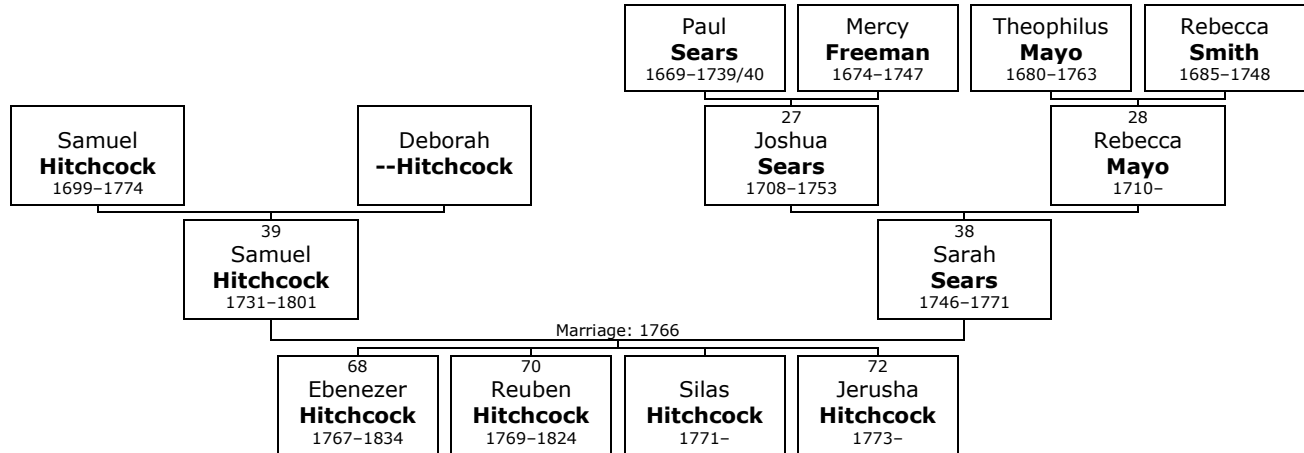 Paul
Sears
1669–1739/40
Mercy
Freeman
1674–1747
Theophilus
Mayo
1680–1763
Rebecca
Smith
1685–1748
Samuel
Hitchcock
1699–1774
Deborah
--Hitchcock
27
Joshua
Sears
1708–1753
28
Rebecca
Mayo
1710–
39
Samuel
Hitchcock
1731–1801
38
Sarah
Sears
1746–1771
Marriage: 1766
68
Ebenezer
Hitchcock
1767–1834
70
Reuben
Hitchcock
1769–1824
Silas
Hitchcock
1771–
72
Jerusha
Hitchcock
1773–